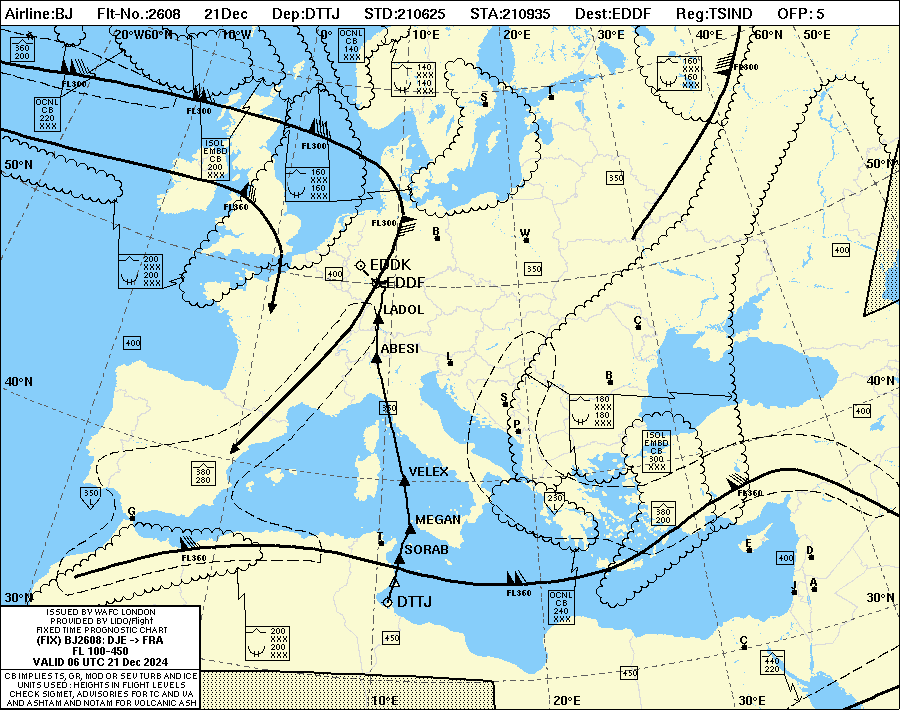 Airline:BJ Flt-No.:2608 21Dec Dep:DTTJ STD:210625 STA:210935 Dest:EDDF Reg:TSIND OFP: 5
20°W60°N 10°W 0° 10°E 20°E 30°E 40°E 60°N 50°E
360
200
OCNL
CB
140
XXX
140
XXX
140
XXX
160
XXX
160
XXX
FL300
FL300
FL300
FL300
OCNL
CB
220
XXX
S
T
ISOL
EMBD
CB
200
XXX
50°N
50°N
160
XXX
160
XXX
350
FL360
FL300
B
W
400
200
XXX
200
XXX
400
EDDK
350
EDDF
LADOL
C
400
ABESI
L
40°N
40°N
B
350
S
180
XXX
180
XXX
400
P
ISOL
EMBD
CB
300
XXX
380
280
VELEX
350
L
230
FL360
G
MEGAN
380
200
T
SORAB
FL360
E
400
D
FL360
A
J
DTTJ
30°N
30°N
OCNL
CB
240
XXX
200
XXX
200
XXX
450
C
440
220
450
10°E 20°E 30°E
ISSUED BY WAFC LONDON
PROVIDED BY LIDO/Flight
FIXED TIME PROGNOSTIC CHART
(FIX) BJ2608: DJE -> FRA
FL 100-450
VALID 06 UTC 21 Dec 2024
CB IMPLIES TS, GR, MOD OR SEV TURB AND ICE
UNITS USED : HEIGHTS IN FLIGHT LEVELS
CHECK SIGMET, ADVISORIES FOR TC AND VA
AND ASHTAM AND NOTAM FOR VOLCANIC ASH